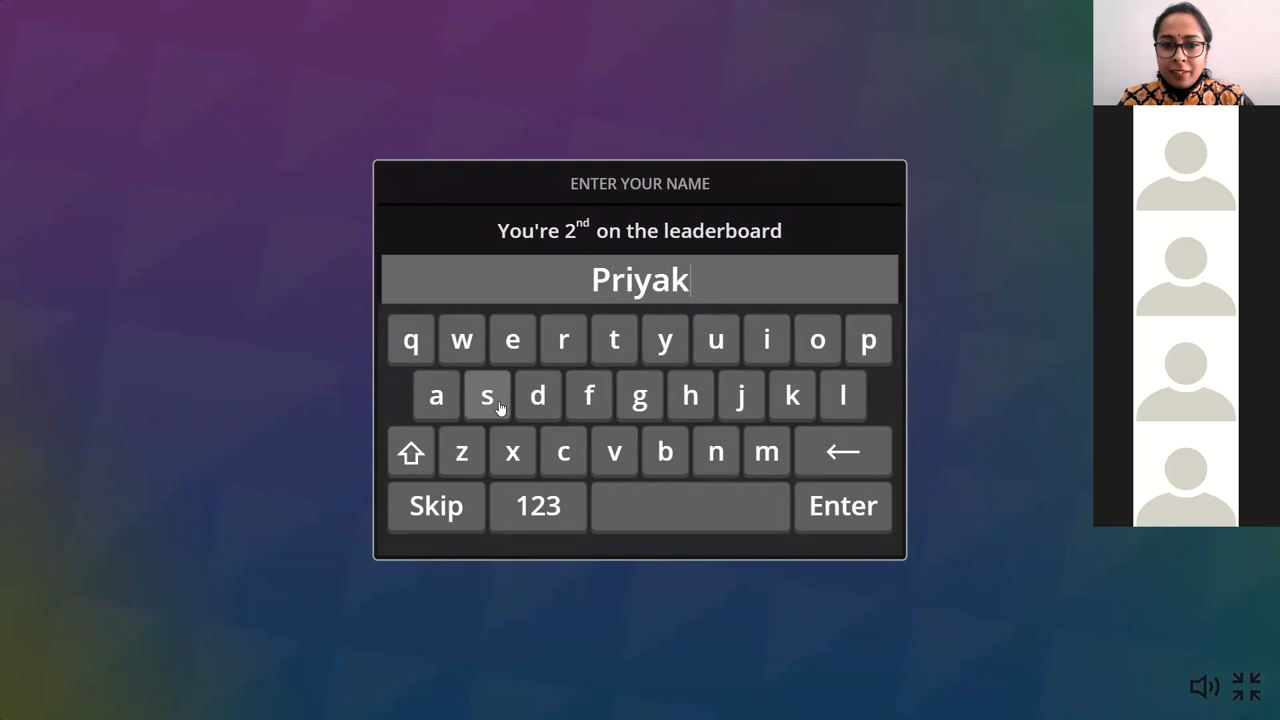 ENTER YOUR NAME
You're 2nd on the leaderboard
Priyak
q w e r t y u i o p
a s d f g h j k l
z x c v b n m
Skip 123 Enter